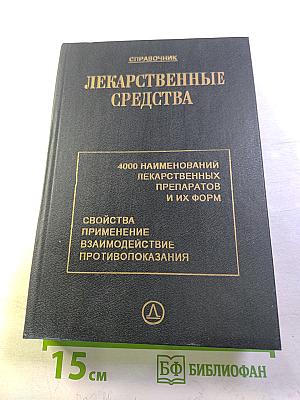 СПРАВОЧНИК
ЛЕКАРСТВЕННЫЕ
СРЕДСТВА
4000 НАИМЕНОВАНИЙ
ЛЕКАРСТВЕННЫХ
ПРЕПАРАТОВ
И ИХ ФОРМ
СВОЙСТВА
ПРИМЕНЕНИЕ
ВЗАИМОДЕЙСТВИЕ
ПРОТИВОПОКАЗАНИЯ
15 см
БФ БИБЛИОФАН